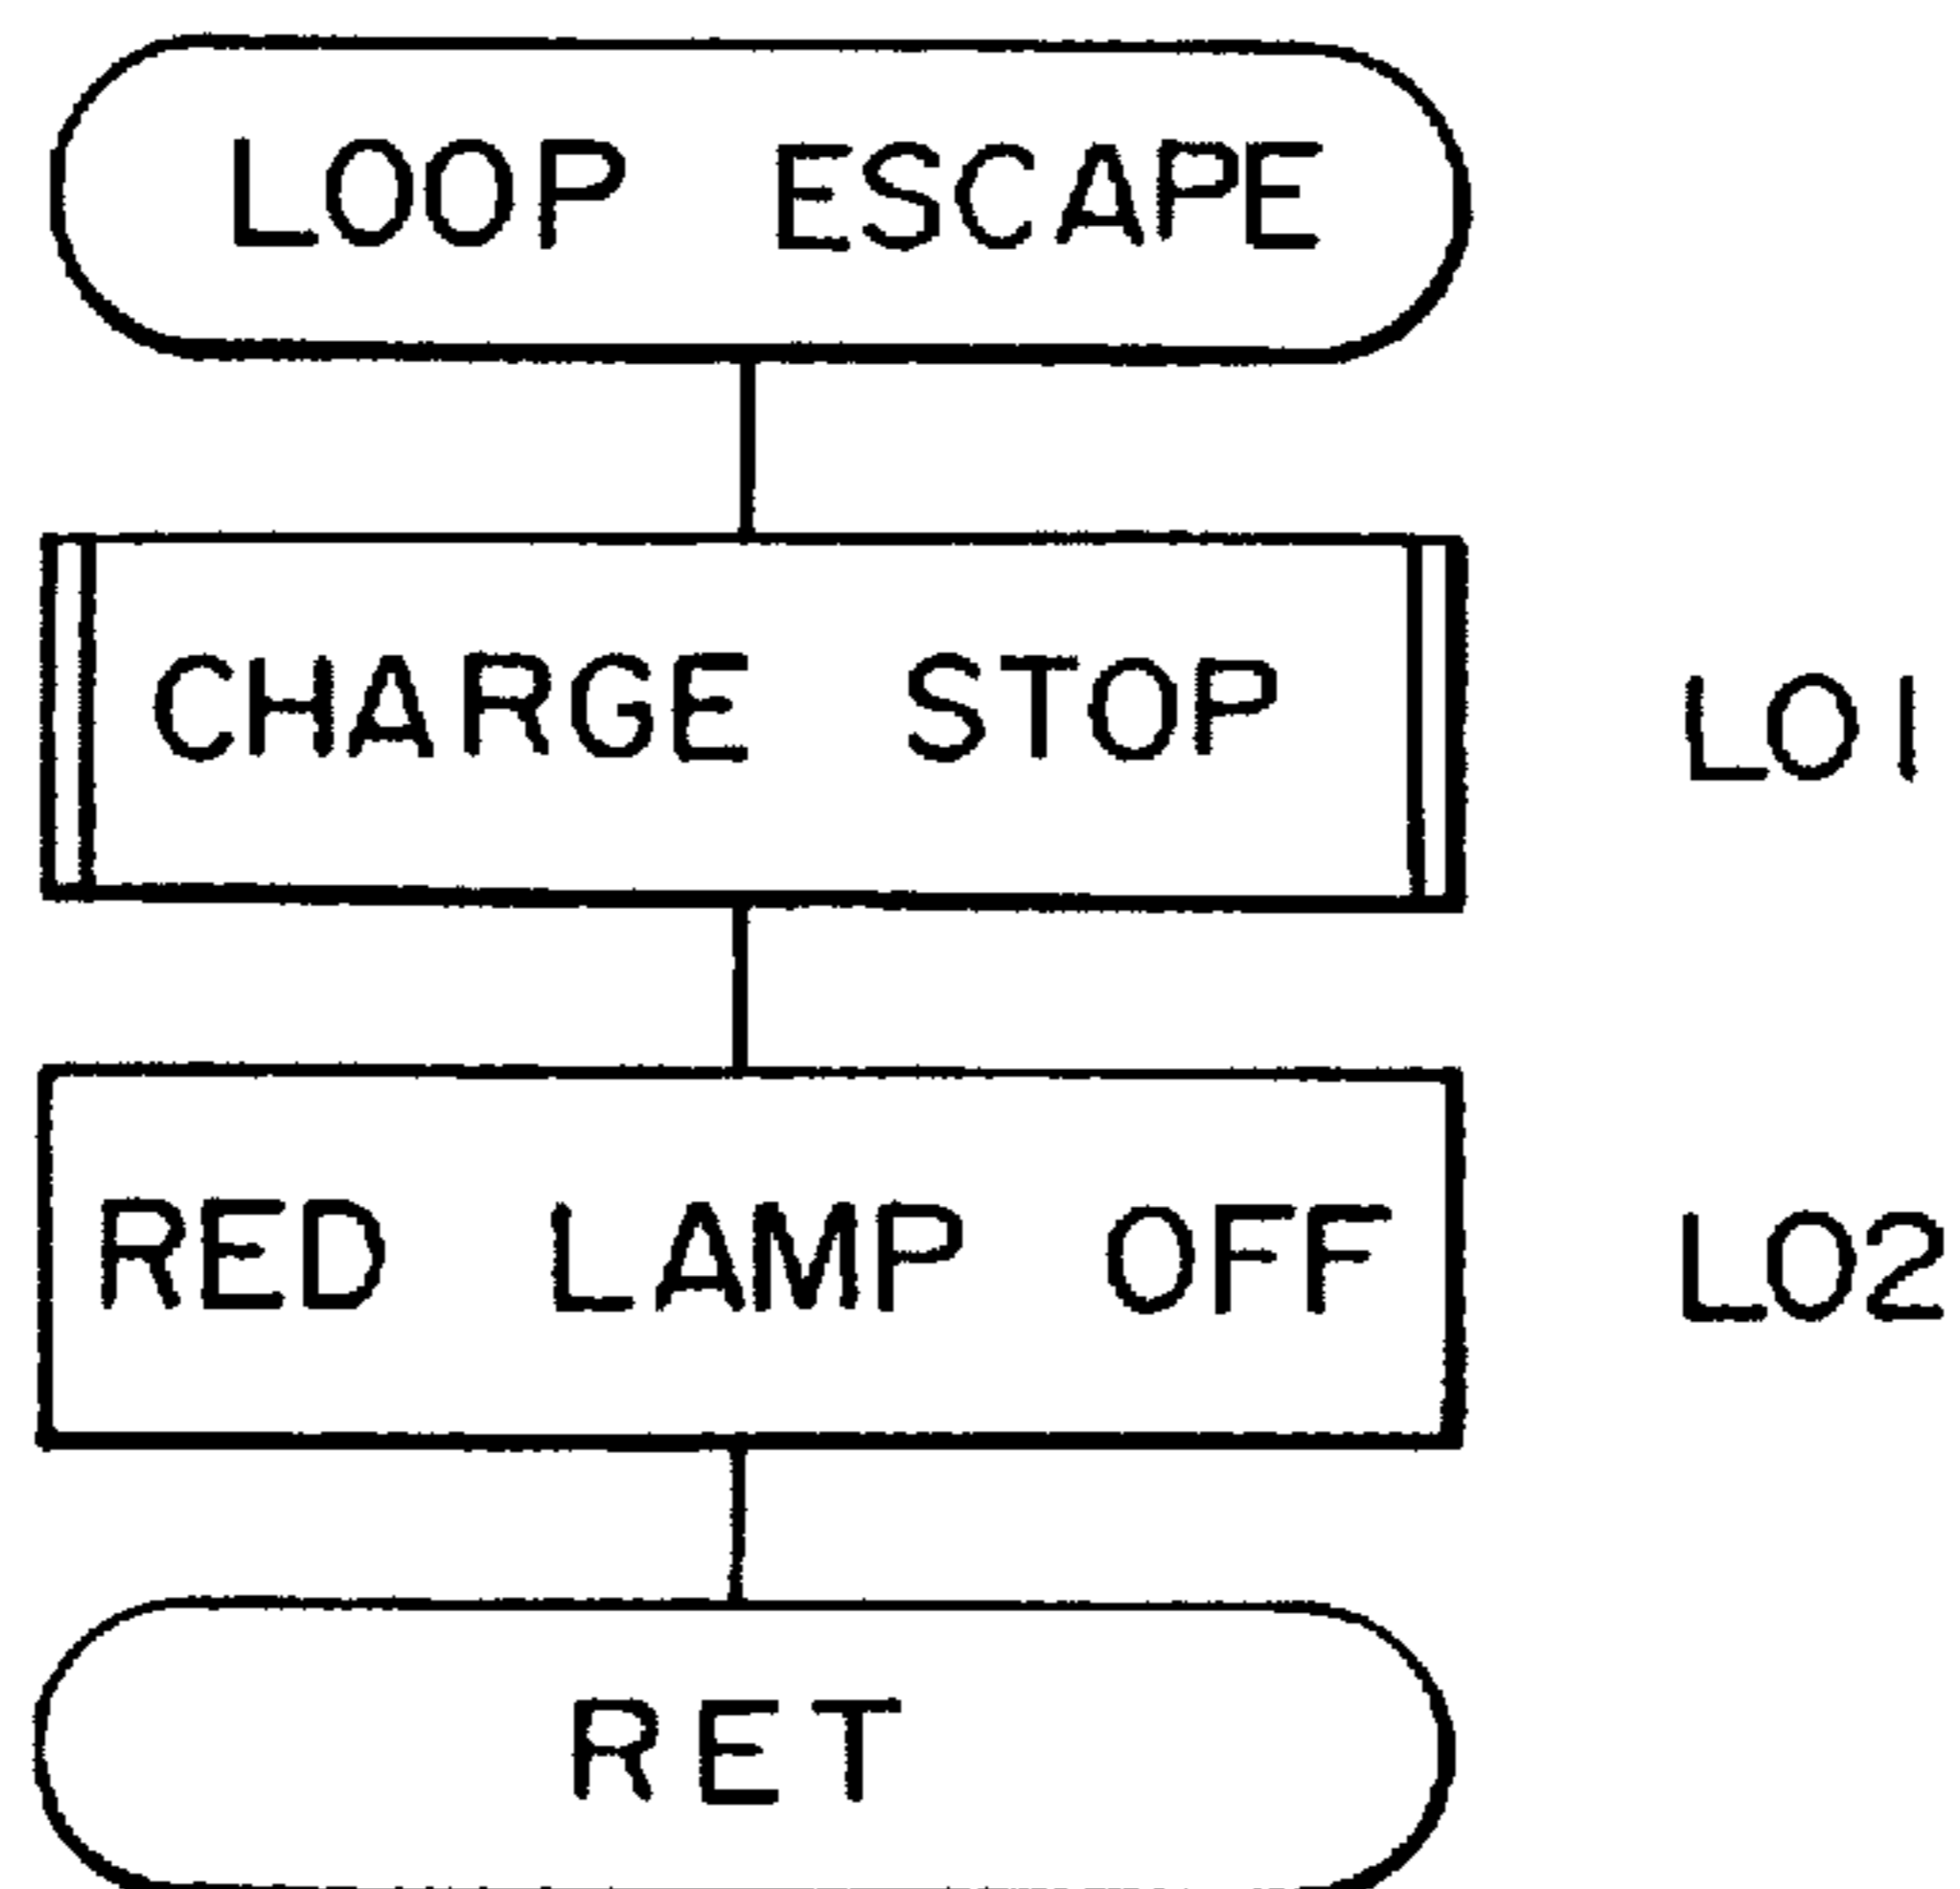 LOOP ESCAPE
CHARGE STOP
L01
RED LAMP OFF
L02
RET